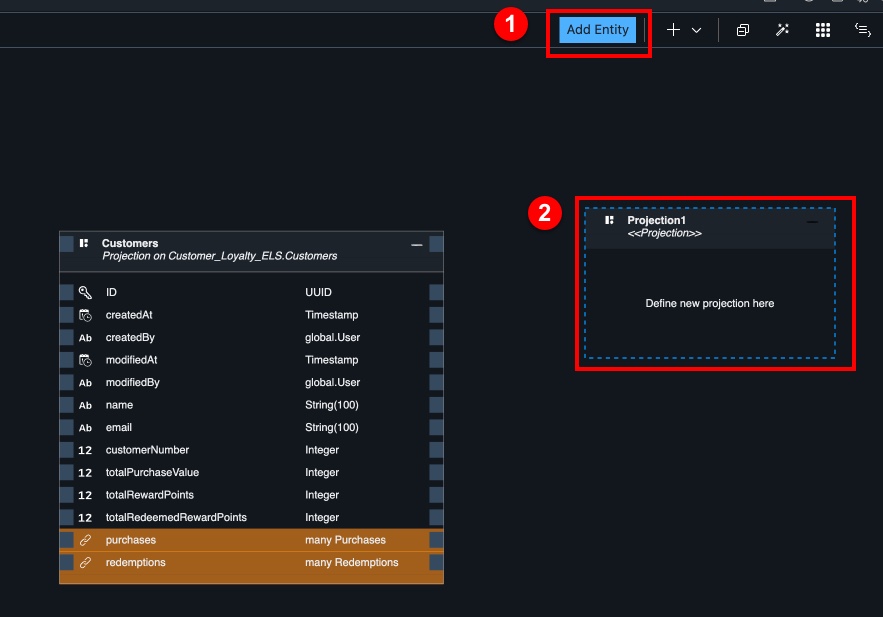 1
Add Entity
2
Projection1
<<Projection>>
Define new projection here
Customers
Projection on Customer_Loyalty_ELS.Customers
ID UUID
createdAt Timestamp
Ab createdBy global.User
modifiedAt Timestamp
Ab modifiedBy global.User
Ab name String(100)
Ab email String(100)
12 customerNumber Integer
12 totalPurchaseValue Integer
12 totalRewardPoints Integer
12 totalRedeemedRewardPoints Integer
purchases many Purchases
redemptions many Redemptions